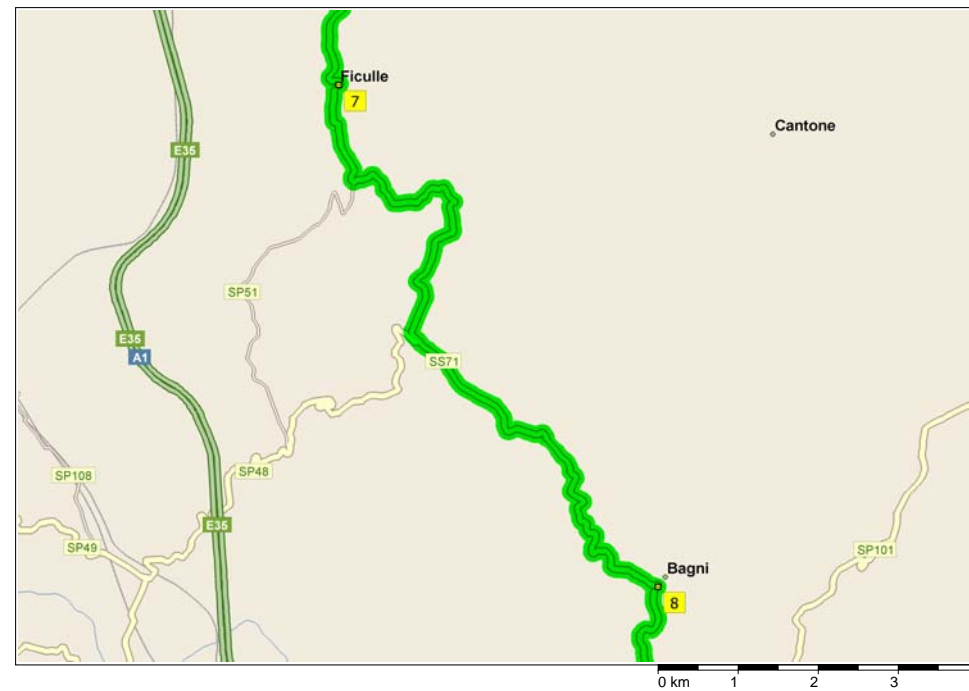 Ficulle
7
Cantone
E35
SP51
E35
A1
SS71
SP48
SP108
E35
SP49
SP101
Bagni
8
0 km 1 2 3